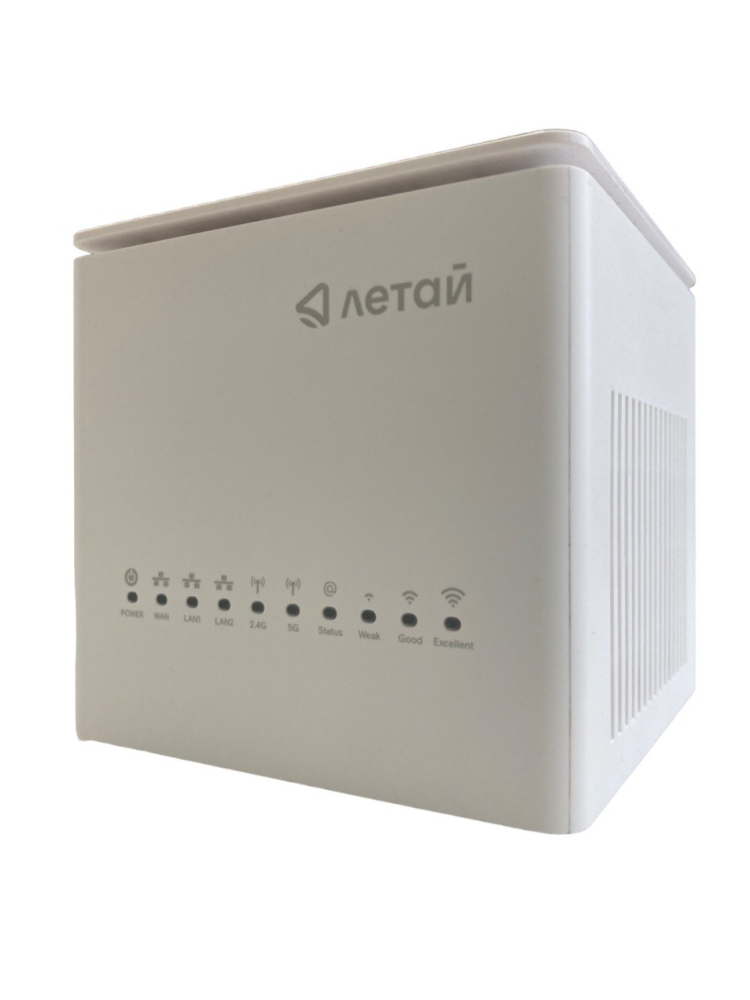 летай
POWER WAN LAN1 LAN2 2.4G 5G Status Weak Good Excellent